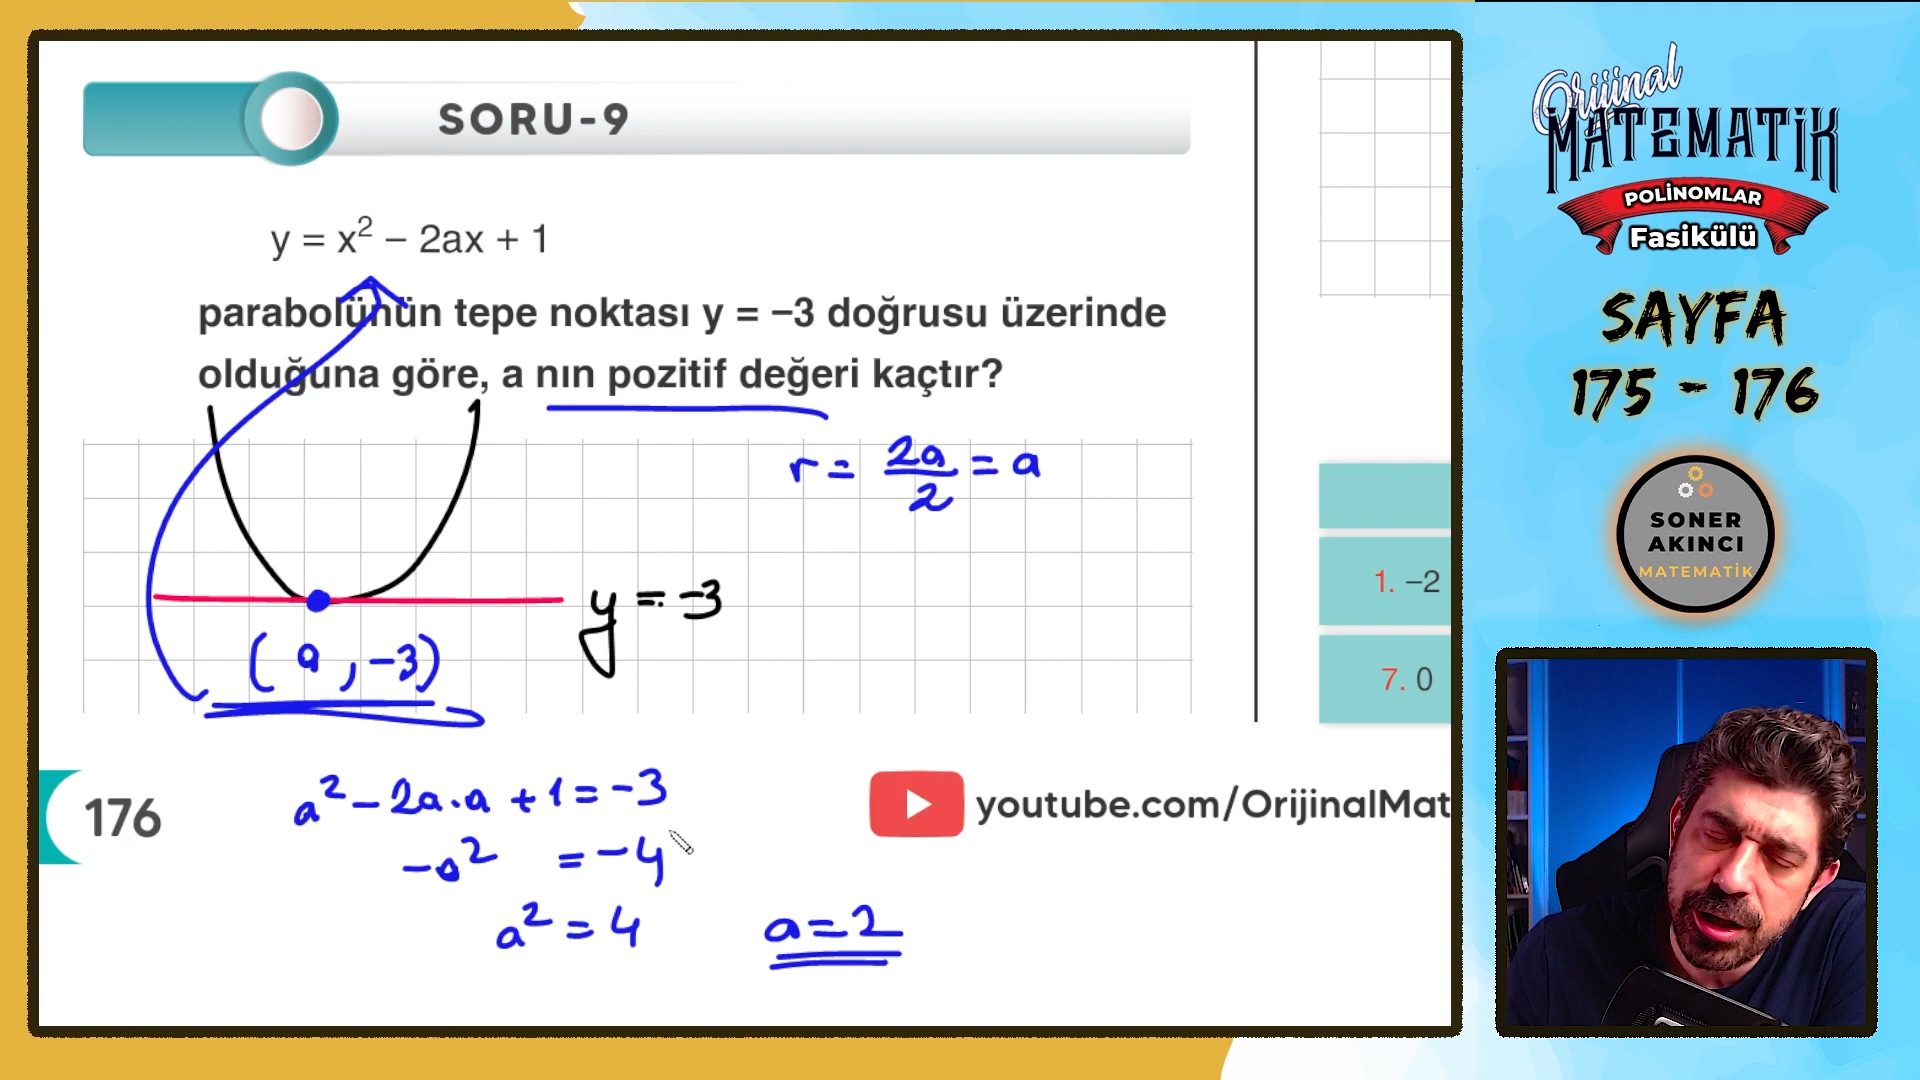 SORU-9
y = x² – 2ax + 1
parabolünün tepe noktası y = –3 doğrusu üzerinde
olduğuna göre, a nın pozitif değeri kaçtır?
r = 2a/2 = a
y = -3
(a, -3)
a² - 2a.a + 1 = -3
-a² = -4
a² = 4
a = 2
176
youtube.com/OrijinalMat
1. –2
7. 0
Orijinal
MATEMATİK
POLİNOMLAR
Fasikülü
SAYFA
175 - 176
SONER
AKINCI
MATEMATİK